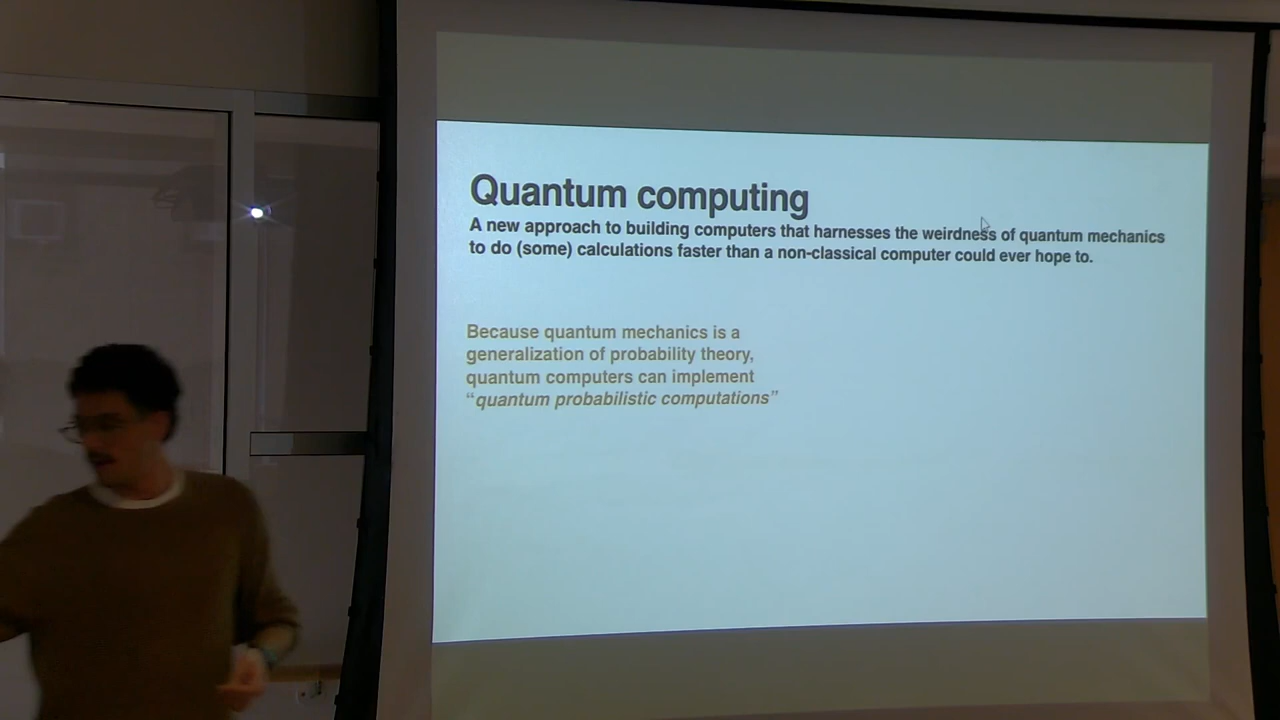 Quantum computing
A new approach to building computers that harnesses the weirdness of quantum mechanics
to do (some) calculations faster than a non-classical computer could ever hope to.
Because quantum mechanics is a
generalization of probability theory,
quantum computers can implement
“quantum probabilistic computations”